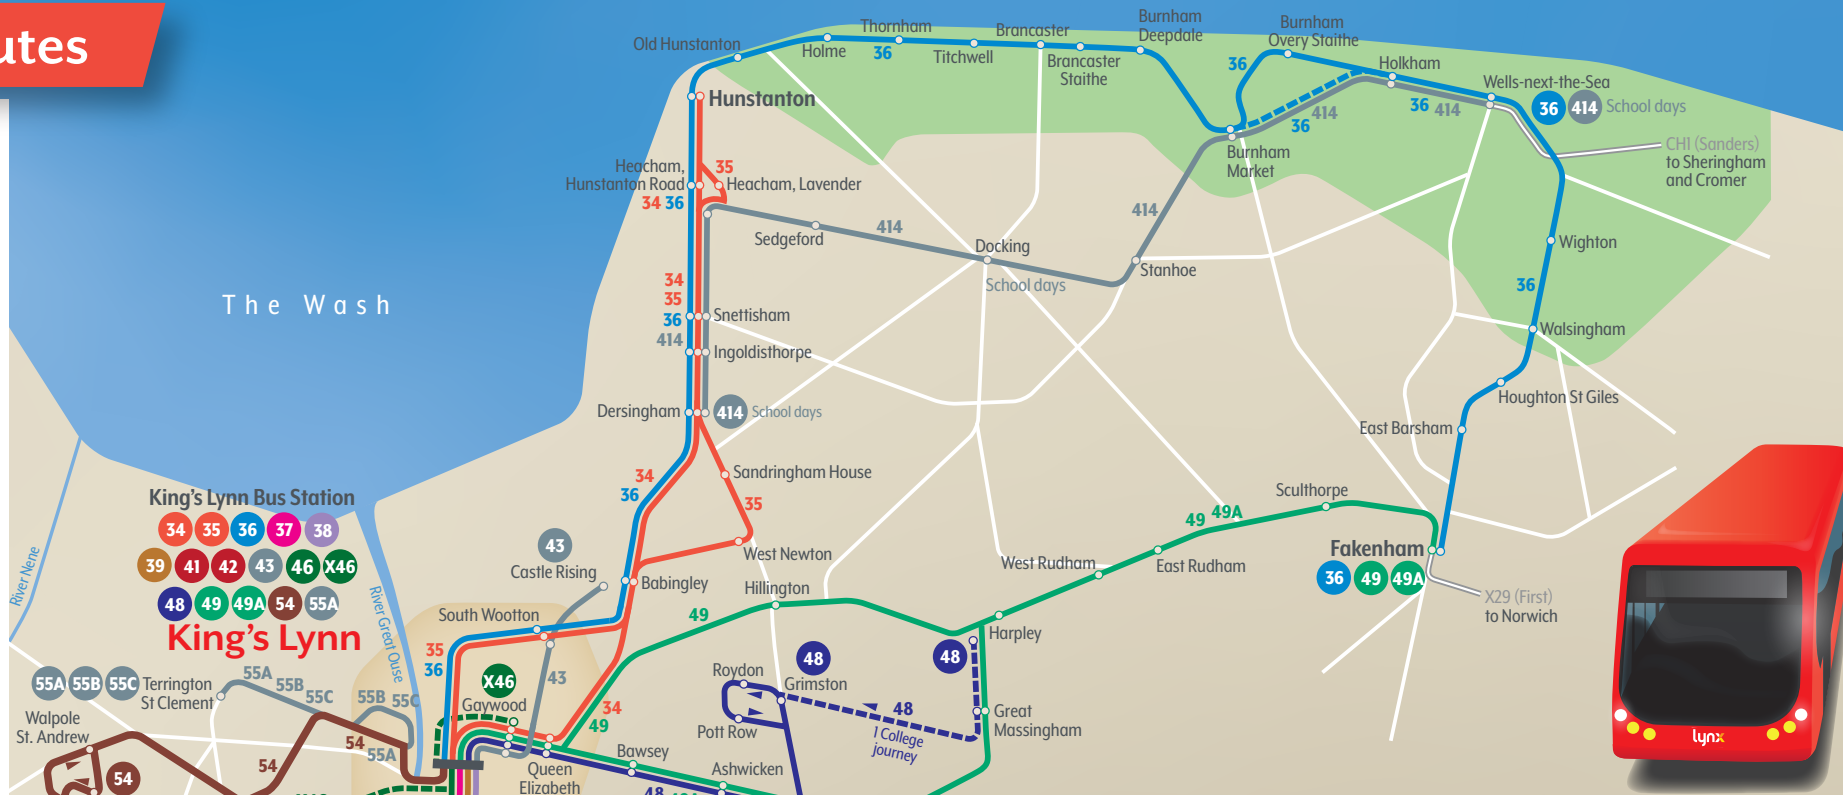 utes
Old Hunstanton
Holme
Thornham
36
Titchwell
Brancaster
Brancaster
Staithe
Burnham
Deepdale
Burnham
Overy Staithe
36
Holkham
Wells-next-the-Sea
36
414
School days
36
414
414
36
Burnham
Market
CH1 (Sanders)
to Sheringham
and Cromer
Hunstanton
Heacham,
Hunstanton Road
34 36
35
Heacham, Lavender
Sedgeford
414
Docking
School days
414
Stanhoe
Wighton
36
Walsingham
Houghton St Giles
East Barsham
The Wash
34
35
36
414
Snettisham
Ingoldisthorpe
Dersingham
414
School days
34
36
Sandringham House
35
West Newton
43
Castle Rising
Babingley
South Wootton
Hillington
49
49
49A
Sculthorpe
West Rudham
East Rudham
Fakenham
36
49
49A
X29 (First)
to Norwich
Harpley
48
Great
Massingham
King's Lynn Bus Station
34
35
36
37
38
39
41
42
43
46
X46
48
49
49A
54
55A
King's Lynn
River Nene
River Great Ouse
55A
55B
55C
Terrington
St Clement
55A
55B
55C
55B
55C
Walpole
St. Andrew
54
54
54
55A
35
36
X46
Gaywood
43
34
49
Queen
Elizabeth
Bawsey
Ashwicken
48
Roydon
48
Grimston
Pott Row
48
1 College
journey
lynx